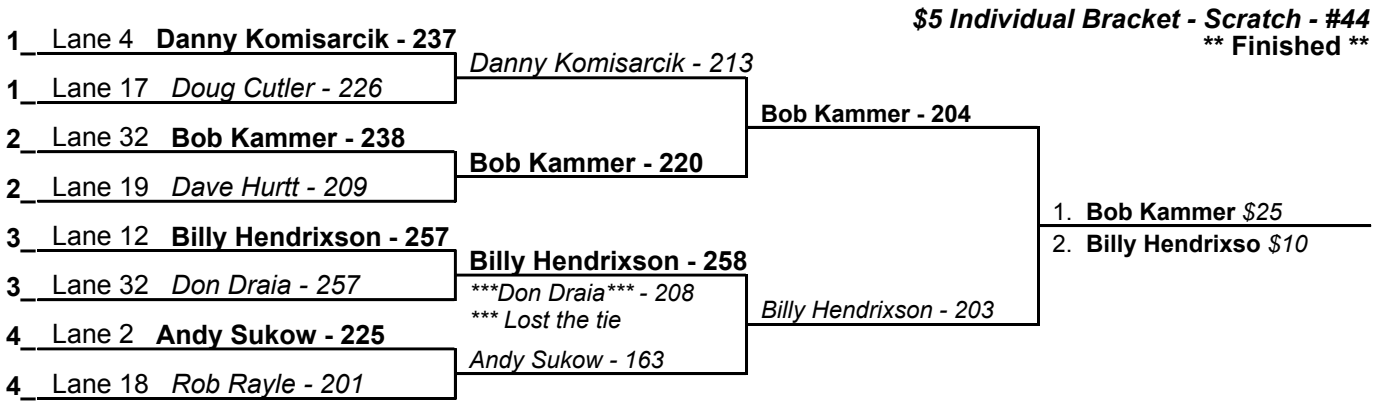 $5 Individual Bracket - Scratch - #44
** Finished **
1_ Lane 4 Danny Komisarcik - 237
1_ Lane 17 Doug Cutler - 226
2_ Lane 32 Bob Kammer - 238
2_ Lane 19 Dave Hurtt - 209
3_ Lane 12 Billy Hendrixson - 257
3_ Lane 32 Don Draia - 257
4_ Lane 2 Andy Sukow - 225
4_ Lane 18 Rob Rayle - 201
Danny Komisarcik - 213
Bob Kammer - 220
Billy Hendrixson - 258
***Don Draia*** - 208
*** Lost the tie
Andy Sukow - 163
Bob Kammer - 204
Billy Hendrixson - 203
1. Bob Kammer $25
2. Billy Hendrixso $10